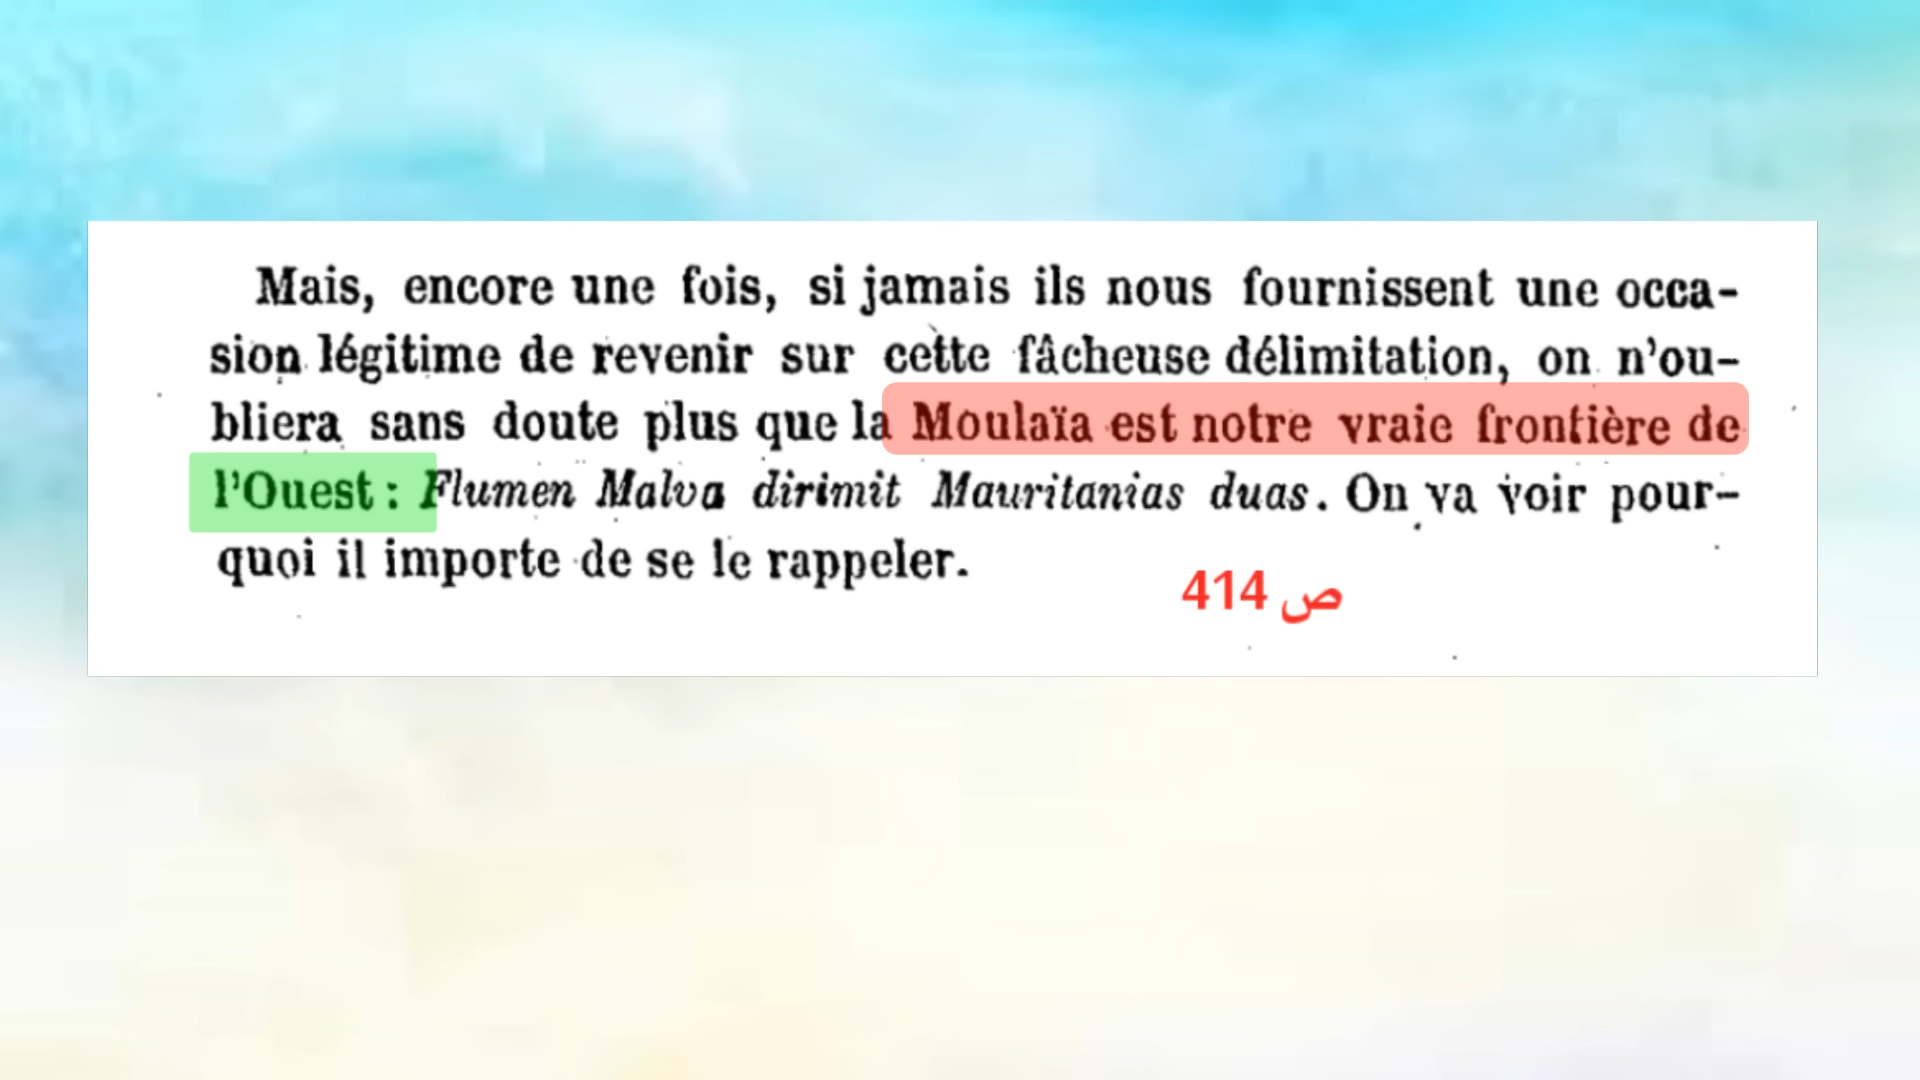 Mais, encore une fois, si jamais ils nous fournissent une occa-
sion légitime de revenir sur cette fâcheuse délimitation, on n'ou-
bliera sans doute plus que la Moulaïa est notre vraie frontière de
l'Ouest : Flumen Malva dirimit Mauritanias duas. On va voir pour-
quoi il importe de se le rappeler.
ص 414